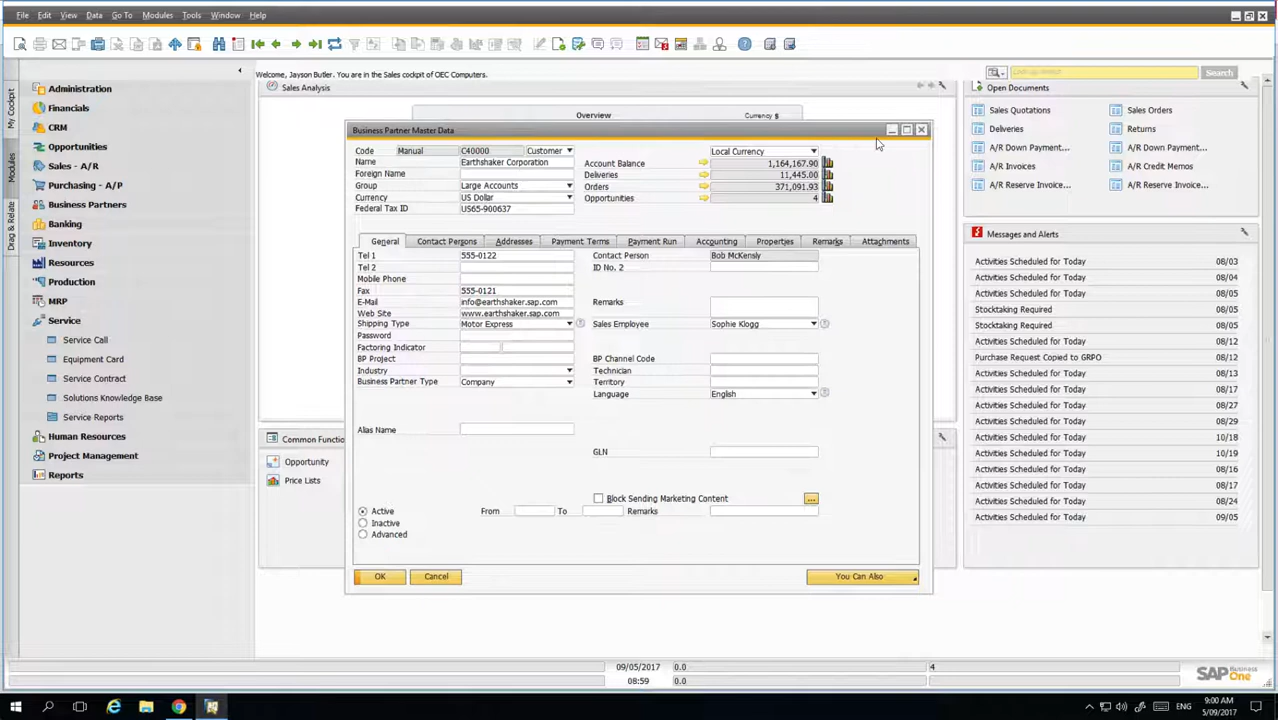 File Edit View Data Go To Modules Tools Window Help
Welcome, Jayson Butler. You are in the Sales cockpit of OEC Computers.
Search
My Cockpit
Modules
Drag & Relate
Administration
Financials
CRM
Opportunities
Sales - A/R
Purchasing - A/P
Business Partners
Banking
Inventory
Resources
Production
MRP
Service
Service Call
Equipment Card
Service Contract
Solutions Knowledge Base
Service Reports
Human Resources
Project Management
Reports
Sales Analysis
Overview Currency $
Business Partner Master Data
Code Manual C40000 Customer
Name Earthshaker Corporation
Foreign Name
Group Large Accounts
Currency US Dollar
Federal Tax ID US65-900637
Local Currency
Account Balance 1,164,167.90
Deliveries 11,445.00
Orders 371,091.93
Opportunities 4
General Contact Persons Addresses Payment Terms Payment Run Accounting Properties Remarks Attachments
Tel 1 555-0122
Tel 2
Mobile Phone
Fax 555-0121
E-Mail info@earthshaker.sap.com
Web Site www.earthshaker.sap.com
Shipping Type Motor Express
Password
Factoring Indicator
BP Project
Industry
Business Partner Type Company
Alias Name
Contact Person Bob McKensly
ID No. 2
Remarks
Sales Employee Sophie Klogg
BP Channel Code
Technician
Territory
Language English
GLN
Block Sending Marketing Content ...
Active From To Remarks
Inactive
Advanced
OK Cancel You Can Also
Common Functio
Opportunity
Price Lists
Open Documents
Sales Quotations Sales Orders
Deliveries Returns
A/R Down Payment... A/R Down Payment...
A/R Invoices A/R Credit Memos
A/R Reserve Invoice... A/R Reserve Invoice...
Messages and Alerts
Activities Scheduled for Today 08/03
Activities Scheduled for Today 08/04
Activities Scheduled for Today 08/05
Stocktaking Required 08/05
Stocktaking Required 08/05
Activities Scheduled for Today 08/12
Purchase Request Copied to GRPO 08/12
Activities Scheduled for Today 08/13
Activities Scheduled for Today 08/17
Activities Scheduled for Today 08/27
Activities Scheduled for Today 08/29
Activities Scheduled for Today 10/18
Activities Scheduled for Today 10/19
Activities Scheduled for Today 08/16
Activities Scheduled for Today 08/17
Activities Scheduled for Today 08/24
Activities Scheduled for Today 09/05
09/05/2017 0.0 4
08:59 0.0
SAP Business One
ENG
9:00 AM
5/09/2017